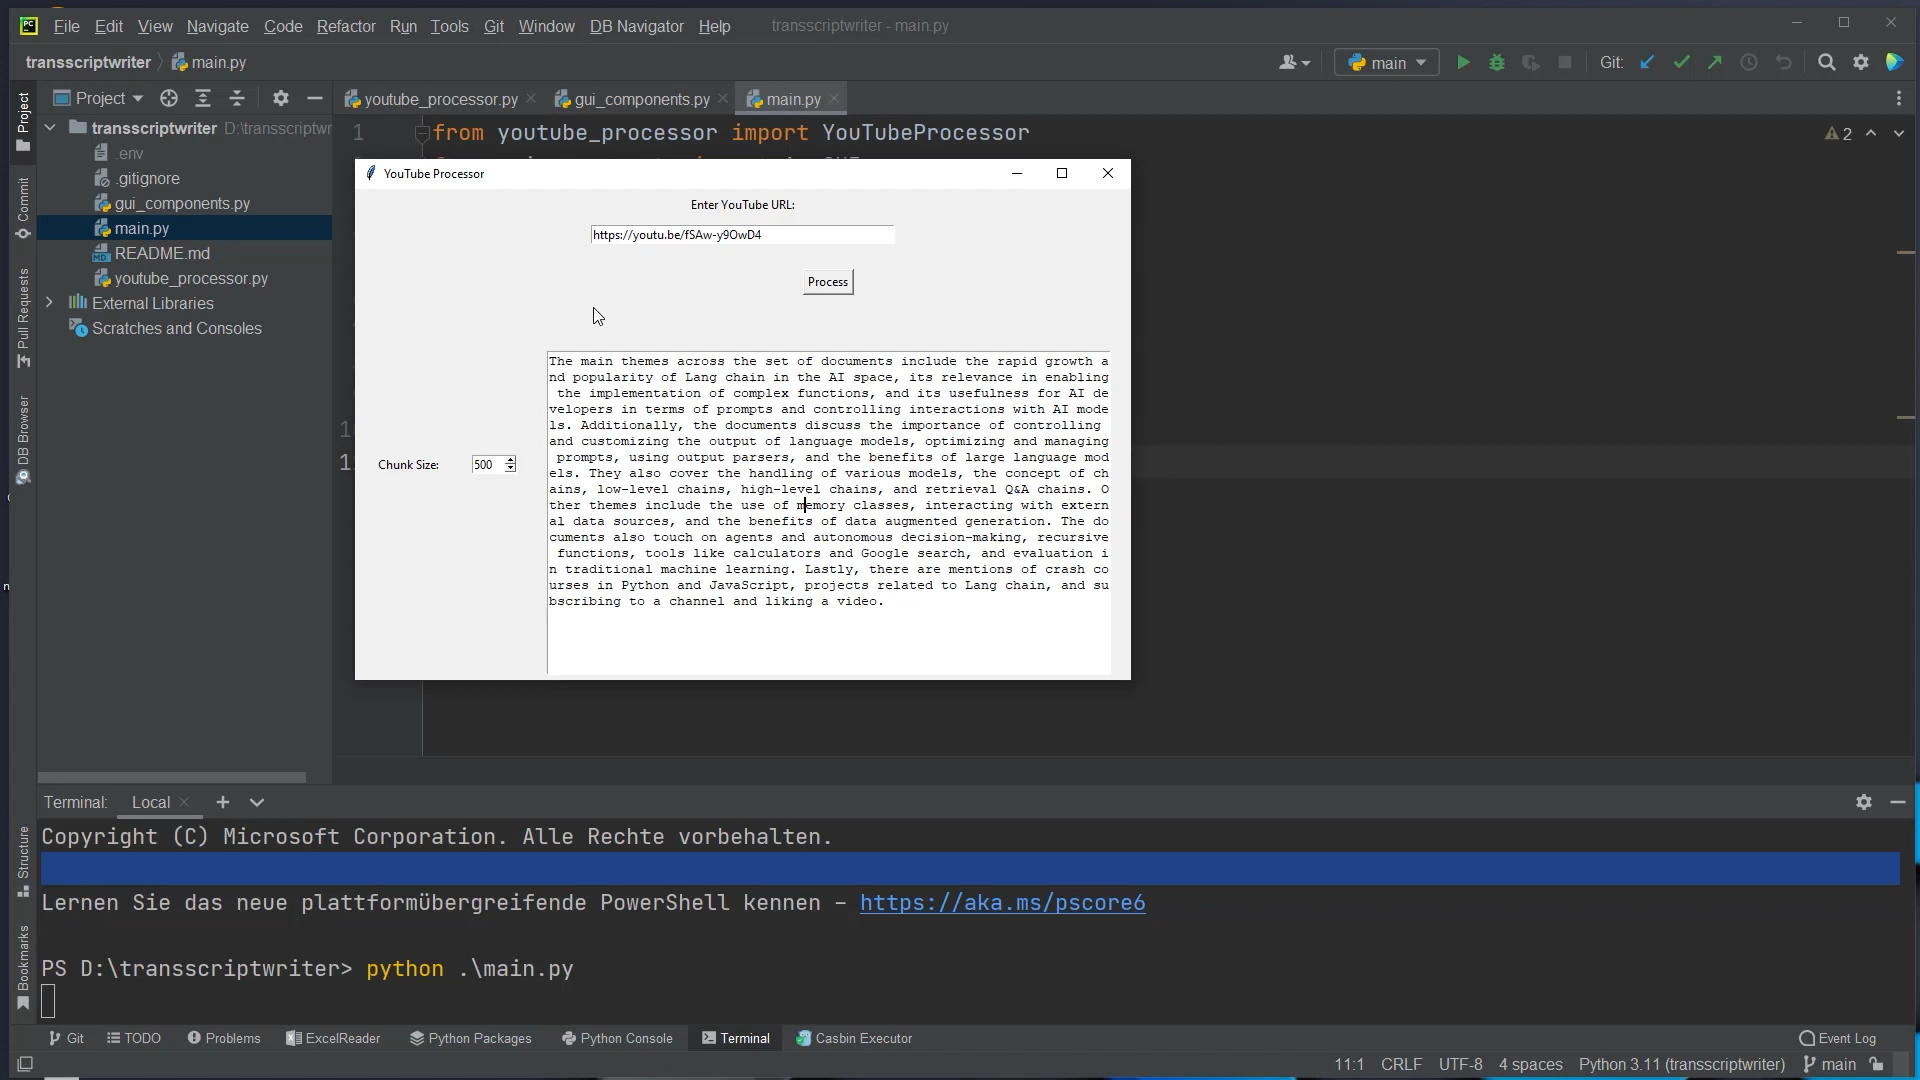 File Edit View Navigate Code Refactor Run Tools Git Window DB Navigator Help transscriptwriter - main.py
transscriptwriter main.py main Git:
Project youtube_processor.py gui_components.py main.py
transscriptwriter D:\transscriptwr
.env
.gitignore
gui_components.py
main.py
README.md
youtube_processor.py
External Libraries
Scratches and Consoles
Project
Commit
Pull Requests
DB Browser
Structure
Bookmarks
1 from youtube_processor import YouTubeProcessor
2
YouTube Processor
Enter YouTube URL:
https://youtu.be/fSAw-y9OwD4
Process
Chunk Size: 500
The main themes across the set of documents include the rapid growth a
nd popularity of Lang chain in the AI space, its relevance in enabling
the implementation of complex functions, and its usefulness for AI de
velopers in terms of prompts and controlling interactions with AI mode
ls. Additionally, the documents discuss the importance of controlling
and customizing the output of language models, optimizing and managing
prompts, using output parsers, and the benefits of large language mod
els. They also cover the handling of various models, the concept of ch
ains, low-level chains, high-level chains, and retrieval Q&A chains. O
ther themes include the use of memory classes, interacting with extern
al data sources, and the benefits of data augmented generation. The do
cuments also touch on agents and autonomous decision-making, recursive
functions, tools like calculators and Google search, and evaluation i
n traditional machine learning. Lastly, there are mentions of crash co
urses in Python and JavaScript, projects related to Lang chain, and su
bscribing to a channel and liking a video.
Terminal: Local
Copyright (C) Microsoft Corporation. Alle Rechte vorbehalten.
Lernen Sie das neue plattformübergreifende PowerShell kennen – https://aka.ms/pscore6
PS D:\transscriptwriter> python .\main.py
Git TODO Problems ExcelReader Python Packages Python Console Terminal Casbin Executor Event Log
11:1 CRLF UTF-8 4 spaces Python 3.11 (transscriptwriter) main